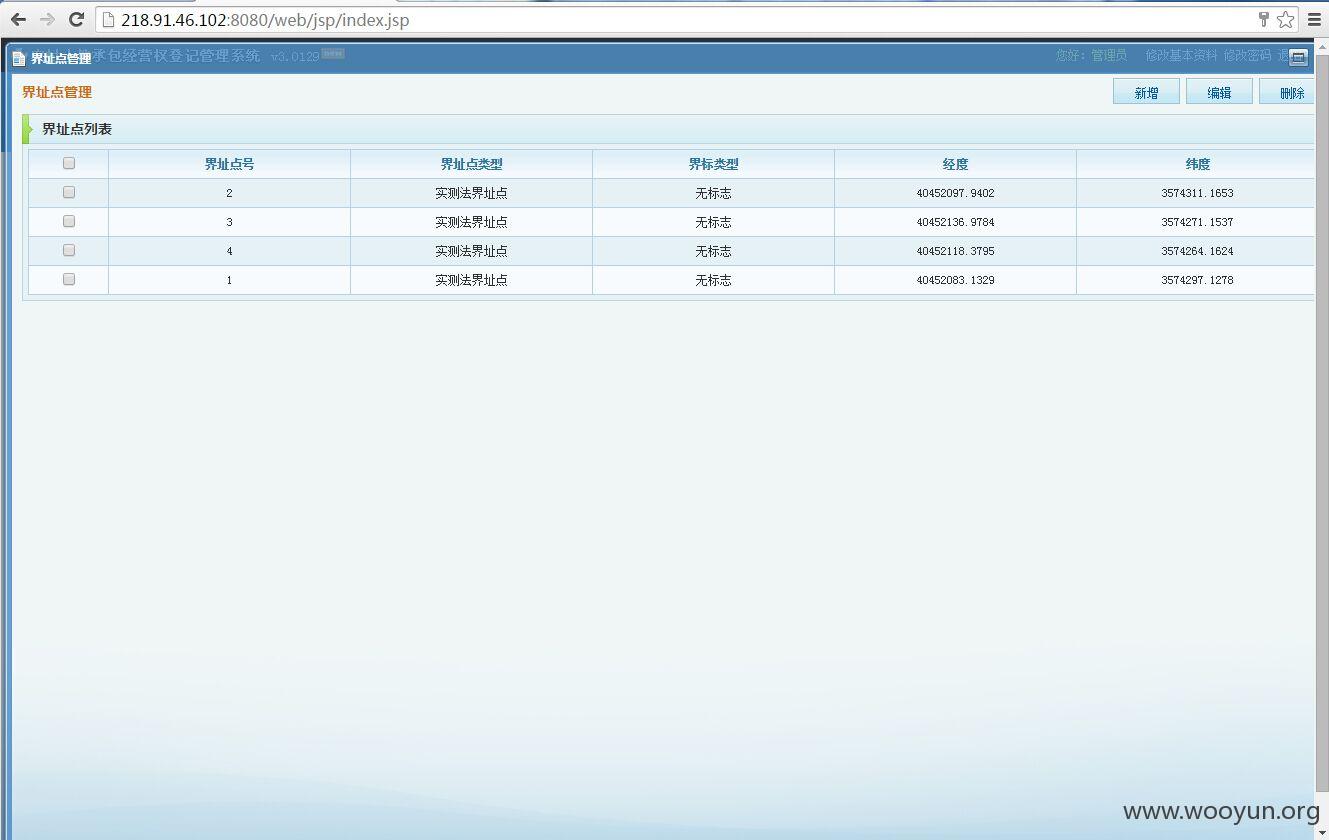 218.91.46.102:8080/web/jsp/index.jsp
界址点管理 承包经营权登记管理系统 v3.0129 您好：管理员 修改基本资料 修改密码 退
界址点管理 新增 编辑 删除
界址点列表
界址点号 界址点类型 界标类型 经度 纬度
2 实测法界址点 无标志 40452097.9402 3574311.1653
3 实测法界址点 无标志 40452136.9784 3574271.1537
4 实测法界址点 无标志 40452118.3795 3574264.1624
1 实测法界址点 无标志 40452083.1329 3574297.1278
www.wooyun.org